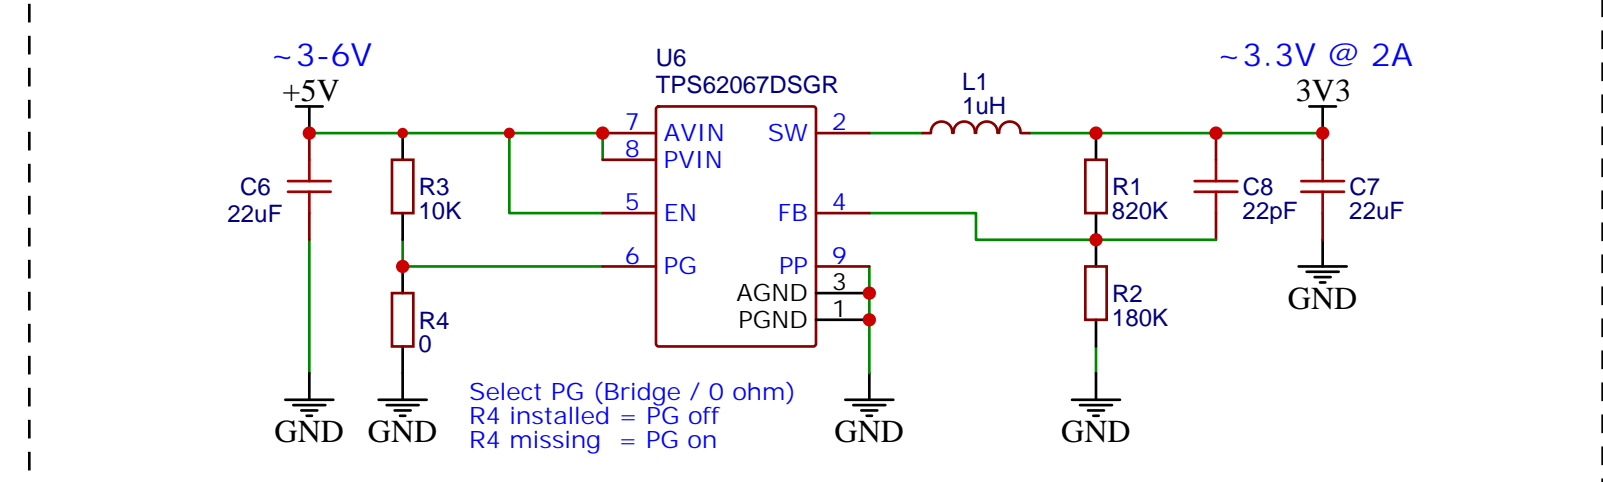 ~3-6V
+5V
C6
22uF
GND
R3
10K
R4
0
GND
U6
TPS62067DSGR
7
AVIN
8
PVIN
5
EN
6
PG
SW
2
FB
4
PP
9
AGND
3
PGND
1
GND
Select PG (Bridge / 0 ohm)
R4 installed = PG off
R4 missing = PG on
L1
1uH
R1
820K
R2
180K
GND
C8
22pF
~3.3V @ 2A
3V3
C7
22uF
GND